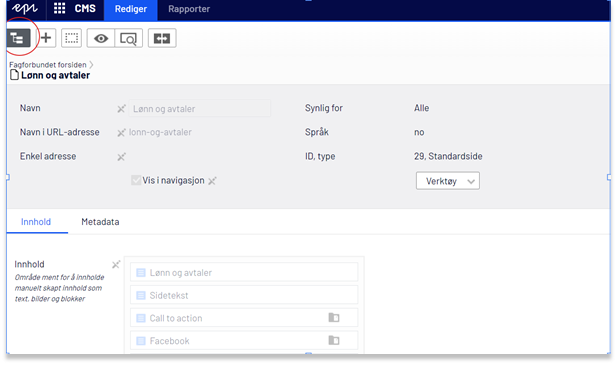 epi CMS Rediger Rapporter
Fagforbundet forsiden
Lønn og avtaler
Navn Lønn og avtaler Synlig for Alle
Navn i URL-adresse lonn-og-avtaler Språk no
Enkel adresse ID, type 29, Standardside
Vis i navigasjon Verktøy
Innhold Metadata
Innhold Lønn og avtaler
Område ment for å innholde
manuelt skapt innhold som
text, bilder og blokker
Sidetekst
Call to action
Facebook